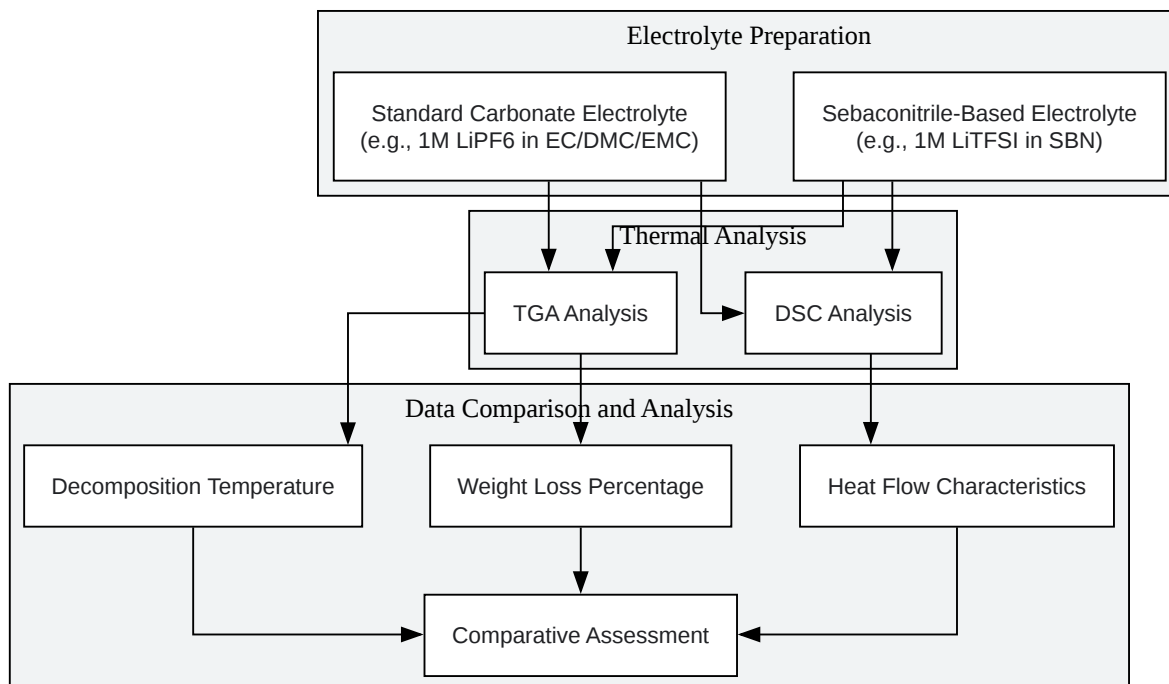 Electrolyte Preparation
Standard Carbonate Electrolyte
(e.g., 1M LiPF6 in EC/DMC/EMC)
Sebaconitrile-Based Electrolyte
(e.g., 1M LiTFSI in SBN)
Thermal Analysis
TGA Analysis
DSC Analysis
Data Comparison and Analysis
Decomposition Temperature
Weight Loss Percentage
Heat Flow Characteristics
Comparative Assessment